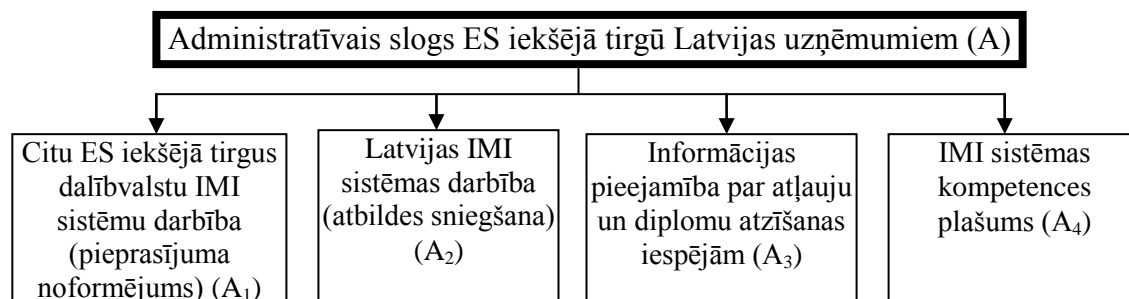 Administratīvais slogs ES iekšējā tirgū Latvijas uzņēmumiem (A)
Citu ES iekšējā tirgus
dalībvalstu IMI
sistēmu darbība
(pieprasījuma
noformējums) (A₁)
Latvijas IMI
sistēmas darbība
(atbildes sniegšana)
(A₂)
Informācijas
pieejamība par atļauju
un diplomu atzīšanas
iespējām (A₃)
IMI sistēmas
kompetences
plašums (A₄)